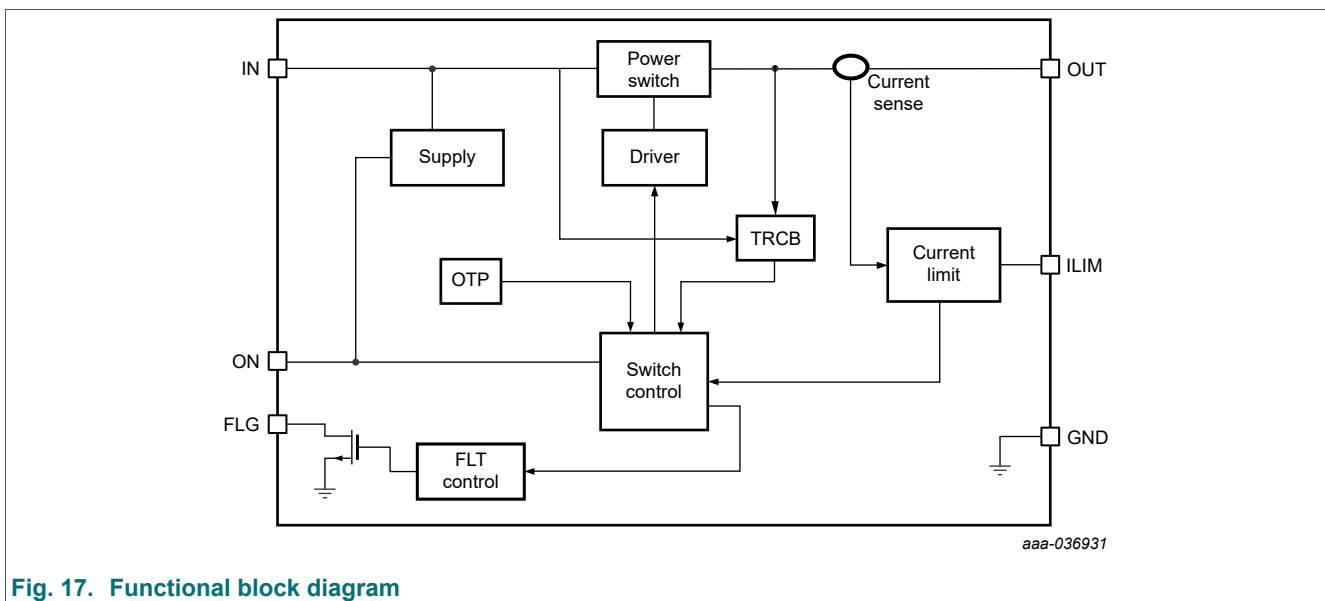 IN
Power
switch
OUT
Current
sense
Supply
Driver
TRCB
Current
limit
ILIM
OTP
ON
Switch
control
FLG
GND
FLT
control
aaa-036931
Fig. 17. Functional block diagram